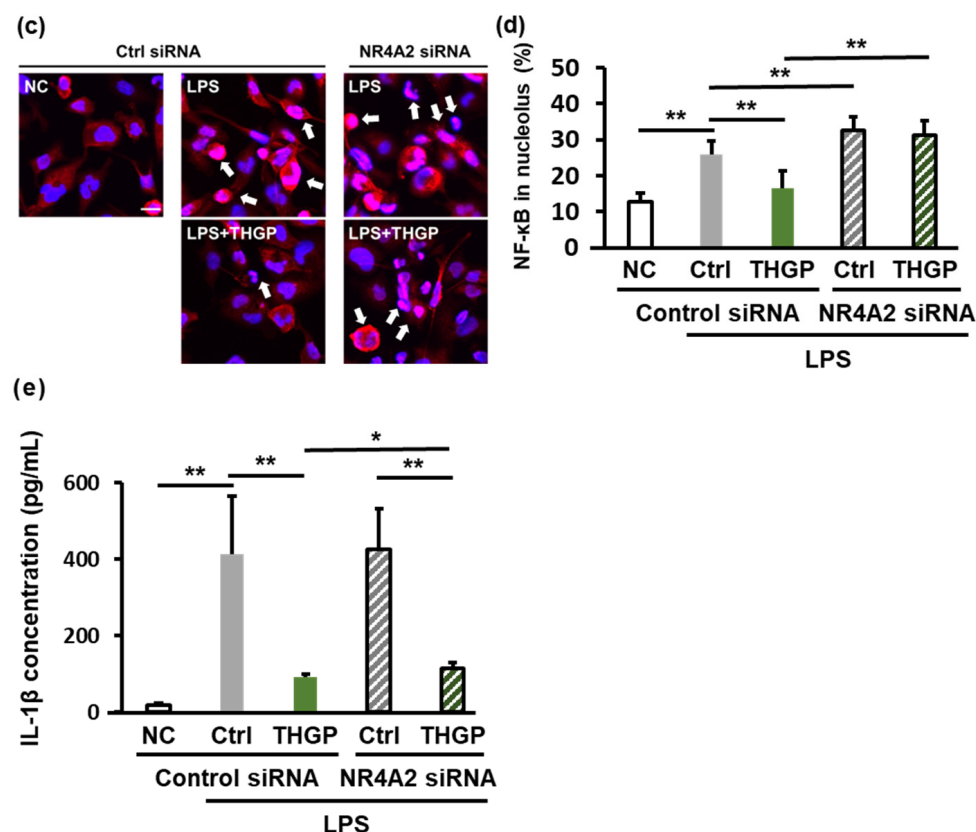 (c)
Ctrl siRNA NR4A2 siRNA
NC LPS LPS
LPS+THGP LPS+THGP
(d)
NF-κB in nucleolus (%)
50
40
30
20
10
0
** ** ** **
NC Ctrl THGP Ctrl THGP
Control siRNA NR4A2 siRNA
LPS
(e)
IL-1β concentration (pg/mL)
600
400
200
0
** ** * **
NC Ctrl THGP Ctrl THGP
Control siRNA NR4A2 siRNA
LPS